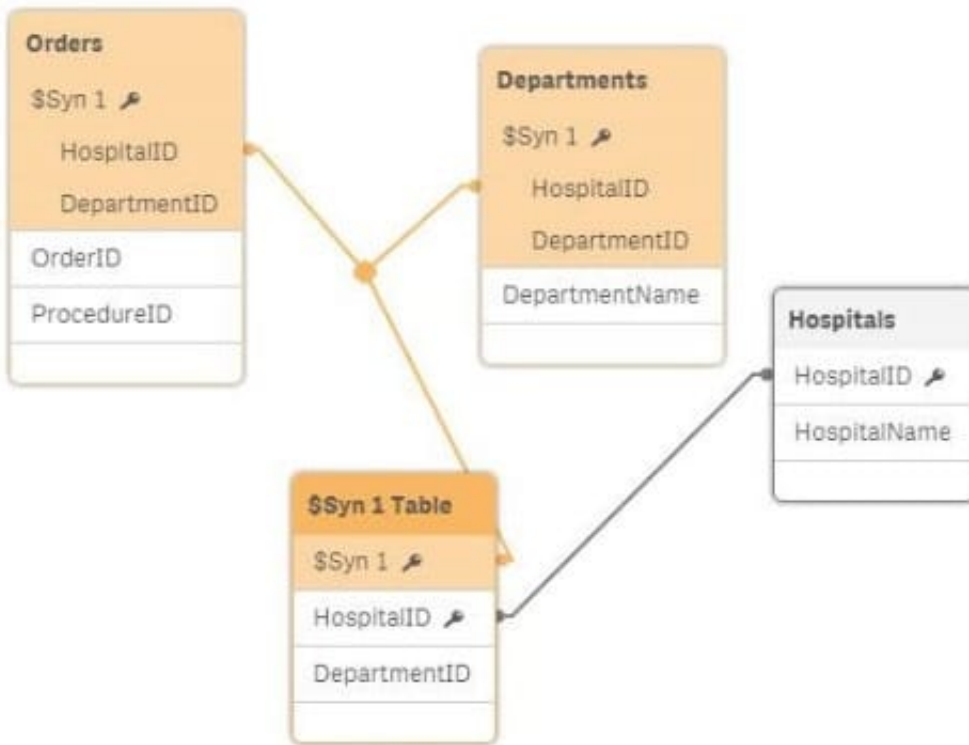 Orders
$Syn 1
HospitalID
DepartmentID
OrderID
ProcedureID
Departments
$Syn 1
HospitalID
DepartmentID
DepartmentName
Hospitals
HospitalID
HospitalName
$Syn 1 Table
$Syn 1
HospitalID
DepartmentID